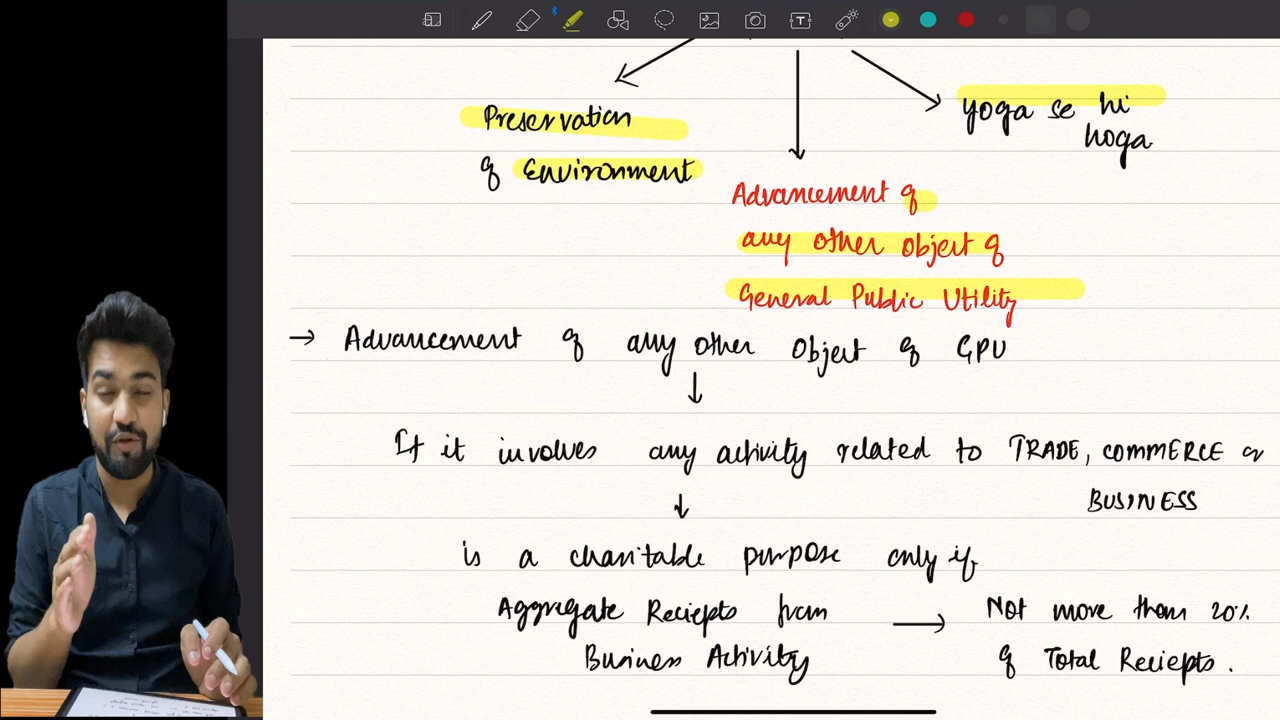 Preservation
of Environment
yoga se hi
hoga
Advancement of
any other object of
General Public Utility
→ Advancement of any other Object of GPU
If it involves any activity related to TRADE, COMMERCE or
BUSINESS
is a charitable purpose only if
Aggregate Reciepts from
Business Activity
→ Not more than 20%
of Total Reciepts.